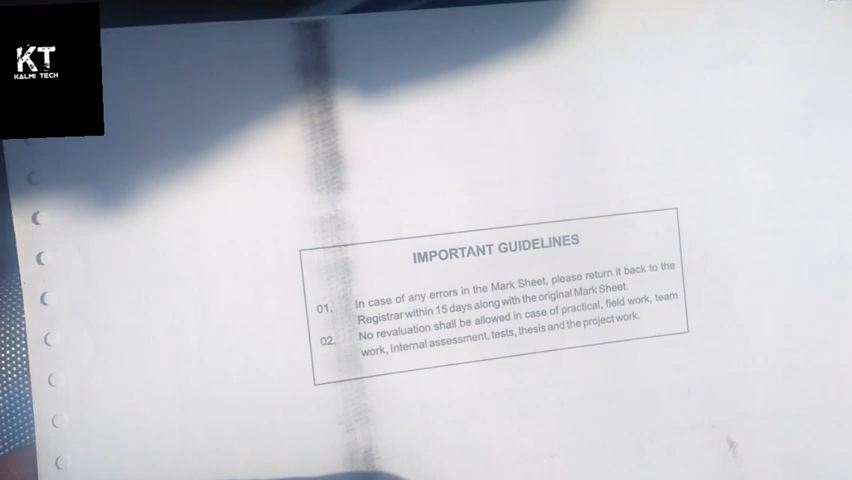 KT
KALMI TECH
IMPORTANT GUIDELINES
01. In case of any errors in the Mark Sheet, please return it back to the
Registrar within 15 days along with the original Mark Sheet.
02. No revaluation shall be allowed in case of practical, field work, team
work, Internal assessment, tests, thesis and the project work.